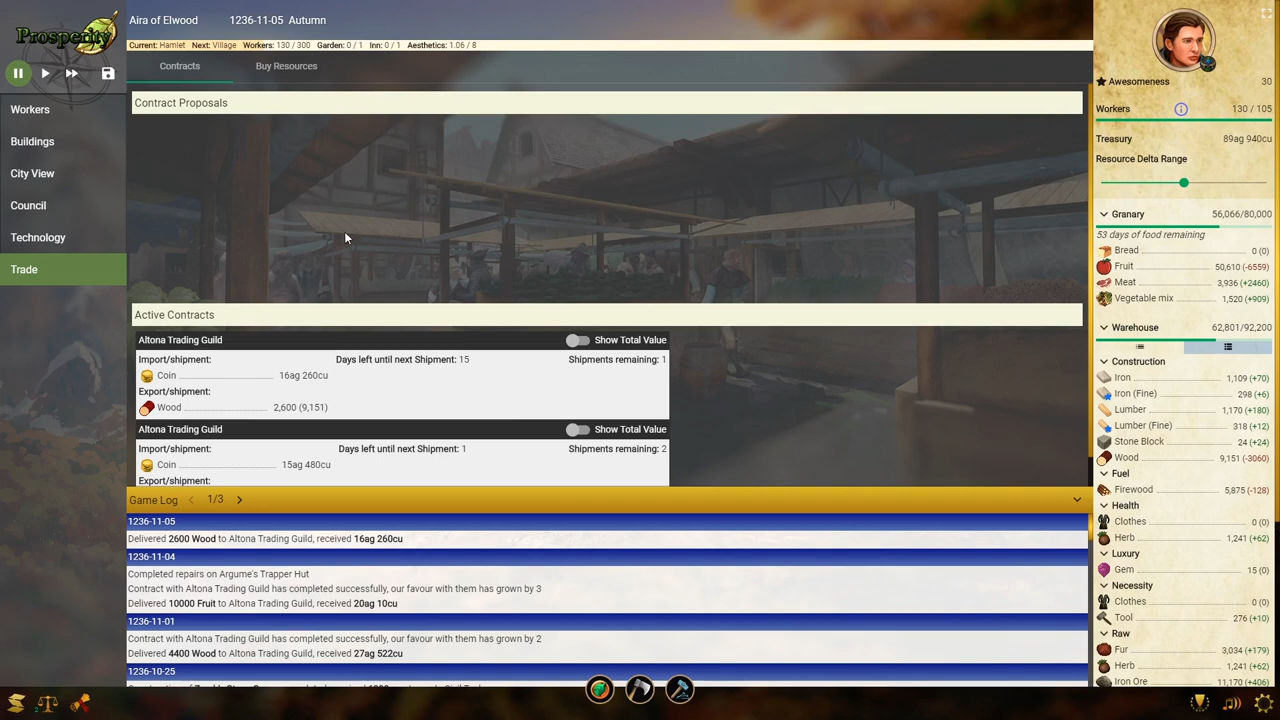 Prosperity
Aira of Elwood 1236-11-05 Autumn
Current: Hamlet Next: Village Workers: 130 / 300 Garden: 0 / 1 Inn: 0 / 1 Aesthetics: 1.06 / 8
Contracts Buy Resources
Workers
Buildings
City View
Council
Technology
Trade
Contract Proposals
Active Contracts
Altona Trading Guild Show Total Value
Import/shipment: Days left until next Shipment: 15 Shipments remaining: 1
Coin 16ag 260cu
Export/shipment:
Wood 2,600 (9,151)
Altona Trading Guild Show Total Value
Import/shipment: Days left until next Shipment: 1 Shipments remaining: 2
Coin 15ag 480cu
Export/shipment:
Game Log 1/3
1236-11-05
Delivered 2600 Wood to Altona Trading Guild, received 16ag 260cu
1236-11-04
Completed repairs on Argume's Trapper Hut
Contract with Altona Trading Guild has completed successfully, our favour with them has grown by 3
Delivered 10000 Fruit to Altona Trading Guild, received 20ag 10cu
1236-11-01
Contract with Altona Trading Guild has completed successfully, our favour with them has grown by 2
Delivered 4400 Wood to Altona Trading Guild, received 27ag 522cu
1236-10-25
Awesomeness 30
Workers 130 / 105
Treasury 89ag 940cu
Resource Delta Range
Granary 56,066/80,000
53 days of food remaining
Bread 0 (0)
Fruit 50,610 (-6559)
Meat 3,936 (+2460)
Vegetable mix 1,520 (+909)
Warehouse 62,801/92,200
Construction
Iron 1,109 (+70)
Iron (Fine) 298 (+6)
Lumber 1,170 (+180)
Lumber (Fine) 318 (+12)
Stone Block 24 (+24)
Wood 9,151 (-3060)
Fuel
Firewood 5,875 (-128)
Health
Clothes 0 (0)
Herb 1,241 (+62)
Luxury
Gem 15 (0)
Necessity
Clothes 0 (0)
Tool 276 (+10)
Raw
Fur 3,034 (+179)
Herb 1,241 (+62)
Iron Ore 11,170 (+406)